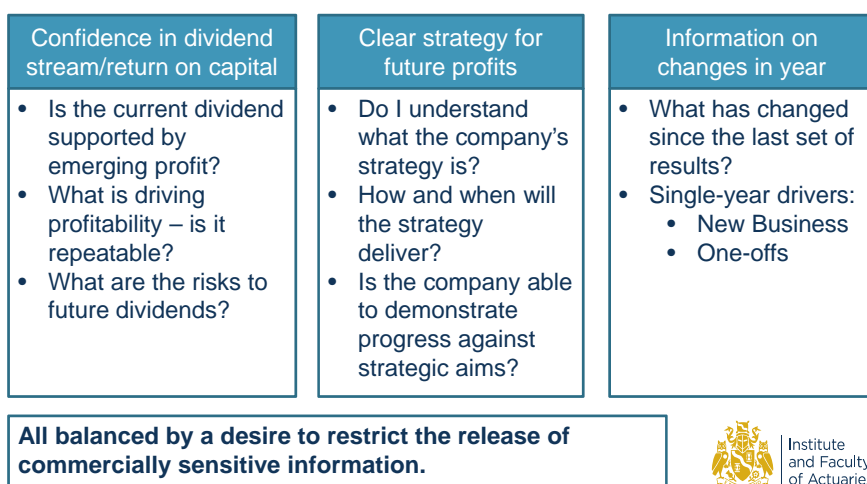 Confidence in dividend
stream/return on capital
• Is the current dividend
supported by
emerging profit?
• What is driving
profitability – is it
repeatable?
• What are the risks to
future dividends?
Clear strategy for
future profits
• Do I understand
what the company's
strategy is?
• How and when will
the strategy
deliver?
• Is the company able
to demonstrate
progress against
strategic aims?
Information on
changes in year
• What has changed
since the last set of
results?
• Single-year drivers:
• New Business
• One-offs
All balanced by a desire to restrict the release of
commercially sensitive information.
Institute
and Faculty
of Actuarie